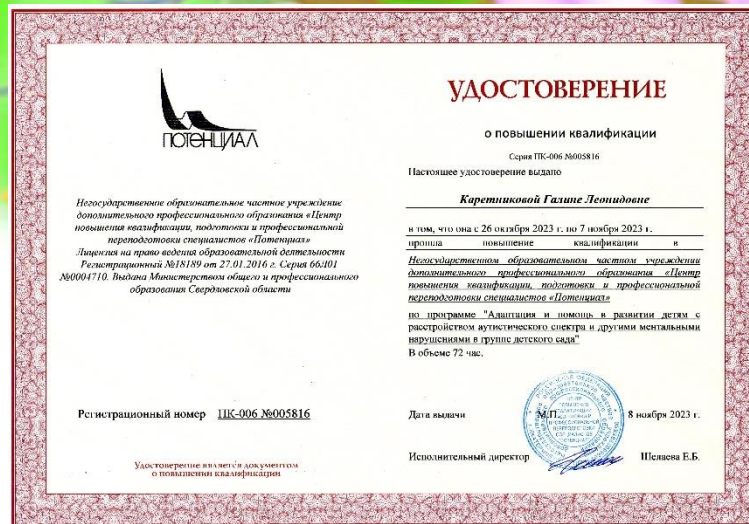 ПОТЕНЦИАЛ
Негосударственное образовательное частное учреждение
дополнительного профессионального образования «Центр
повышения квалификации, подготовки и профессиональной
переподготовки специалистов «Потенциал»
Лицензия на право ведения образовательной деятельности
Регистрационный №18189 от 27.01.2016 г. Серия 66Л01
№0004710. Выдана Министерством общего и профессионального
образования Свердловской области
Регистрационный номер ПК-006 №005816
Удостоверение является документом
о повышении квалификации
УДОСТОВЕРЕНИЕ
о повышении квалификации
Серия ПК-006 №005816
Настоящее удостоверение выдано
Каретниковой Галине Леонидовне
в том, что она с 26 октября 2023 г. по 7 ноября 2023 г.
прошла повышение квалификации в
Негосударственном образовательном частном учреждении
дополнительного профессионального образования «Центр
повышения квалификации, подготовки и профессиональной
переподготовки специалистов «Потенциал»
по программе "Адаптация и помощь в развитии детям с
расстройством аутистического спектра и другими ментальными
нарушениями в группе детского сада"
В объеме 72 час.
Дата выдачи М.П. 8 ноября 2023 г.
Исполнительный директор Шелаева Е.Б.